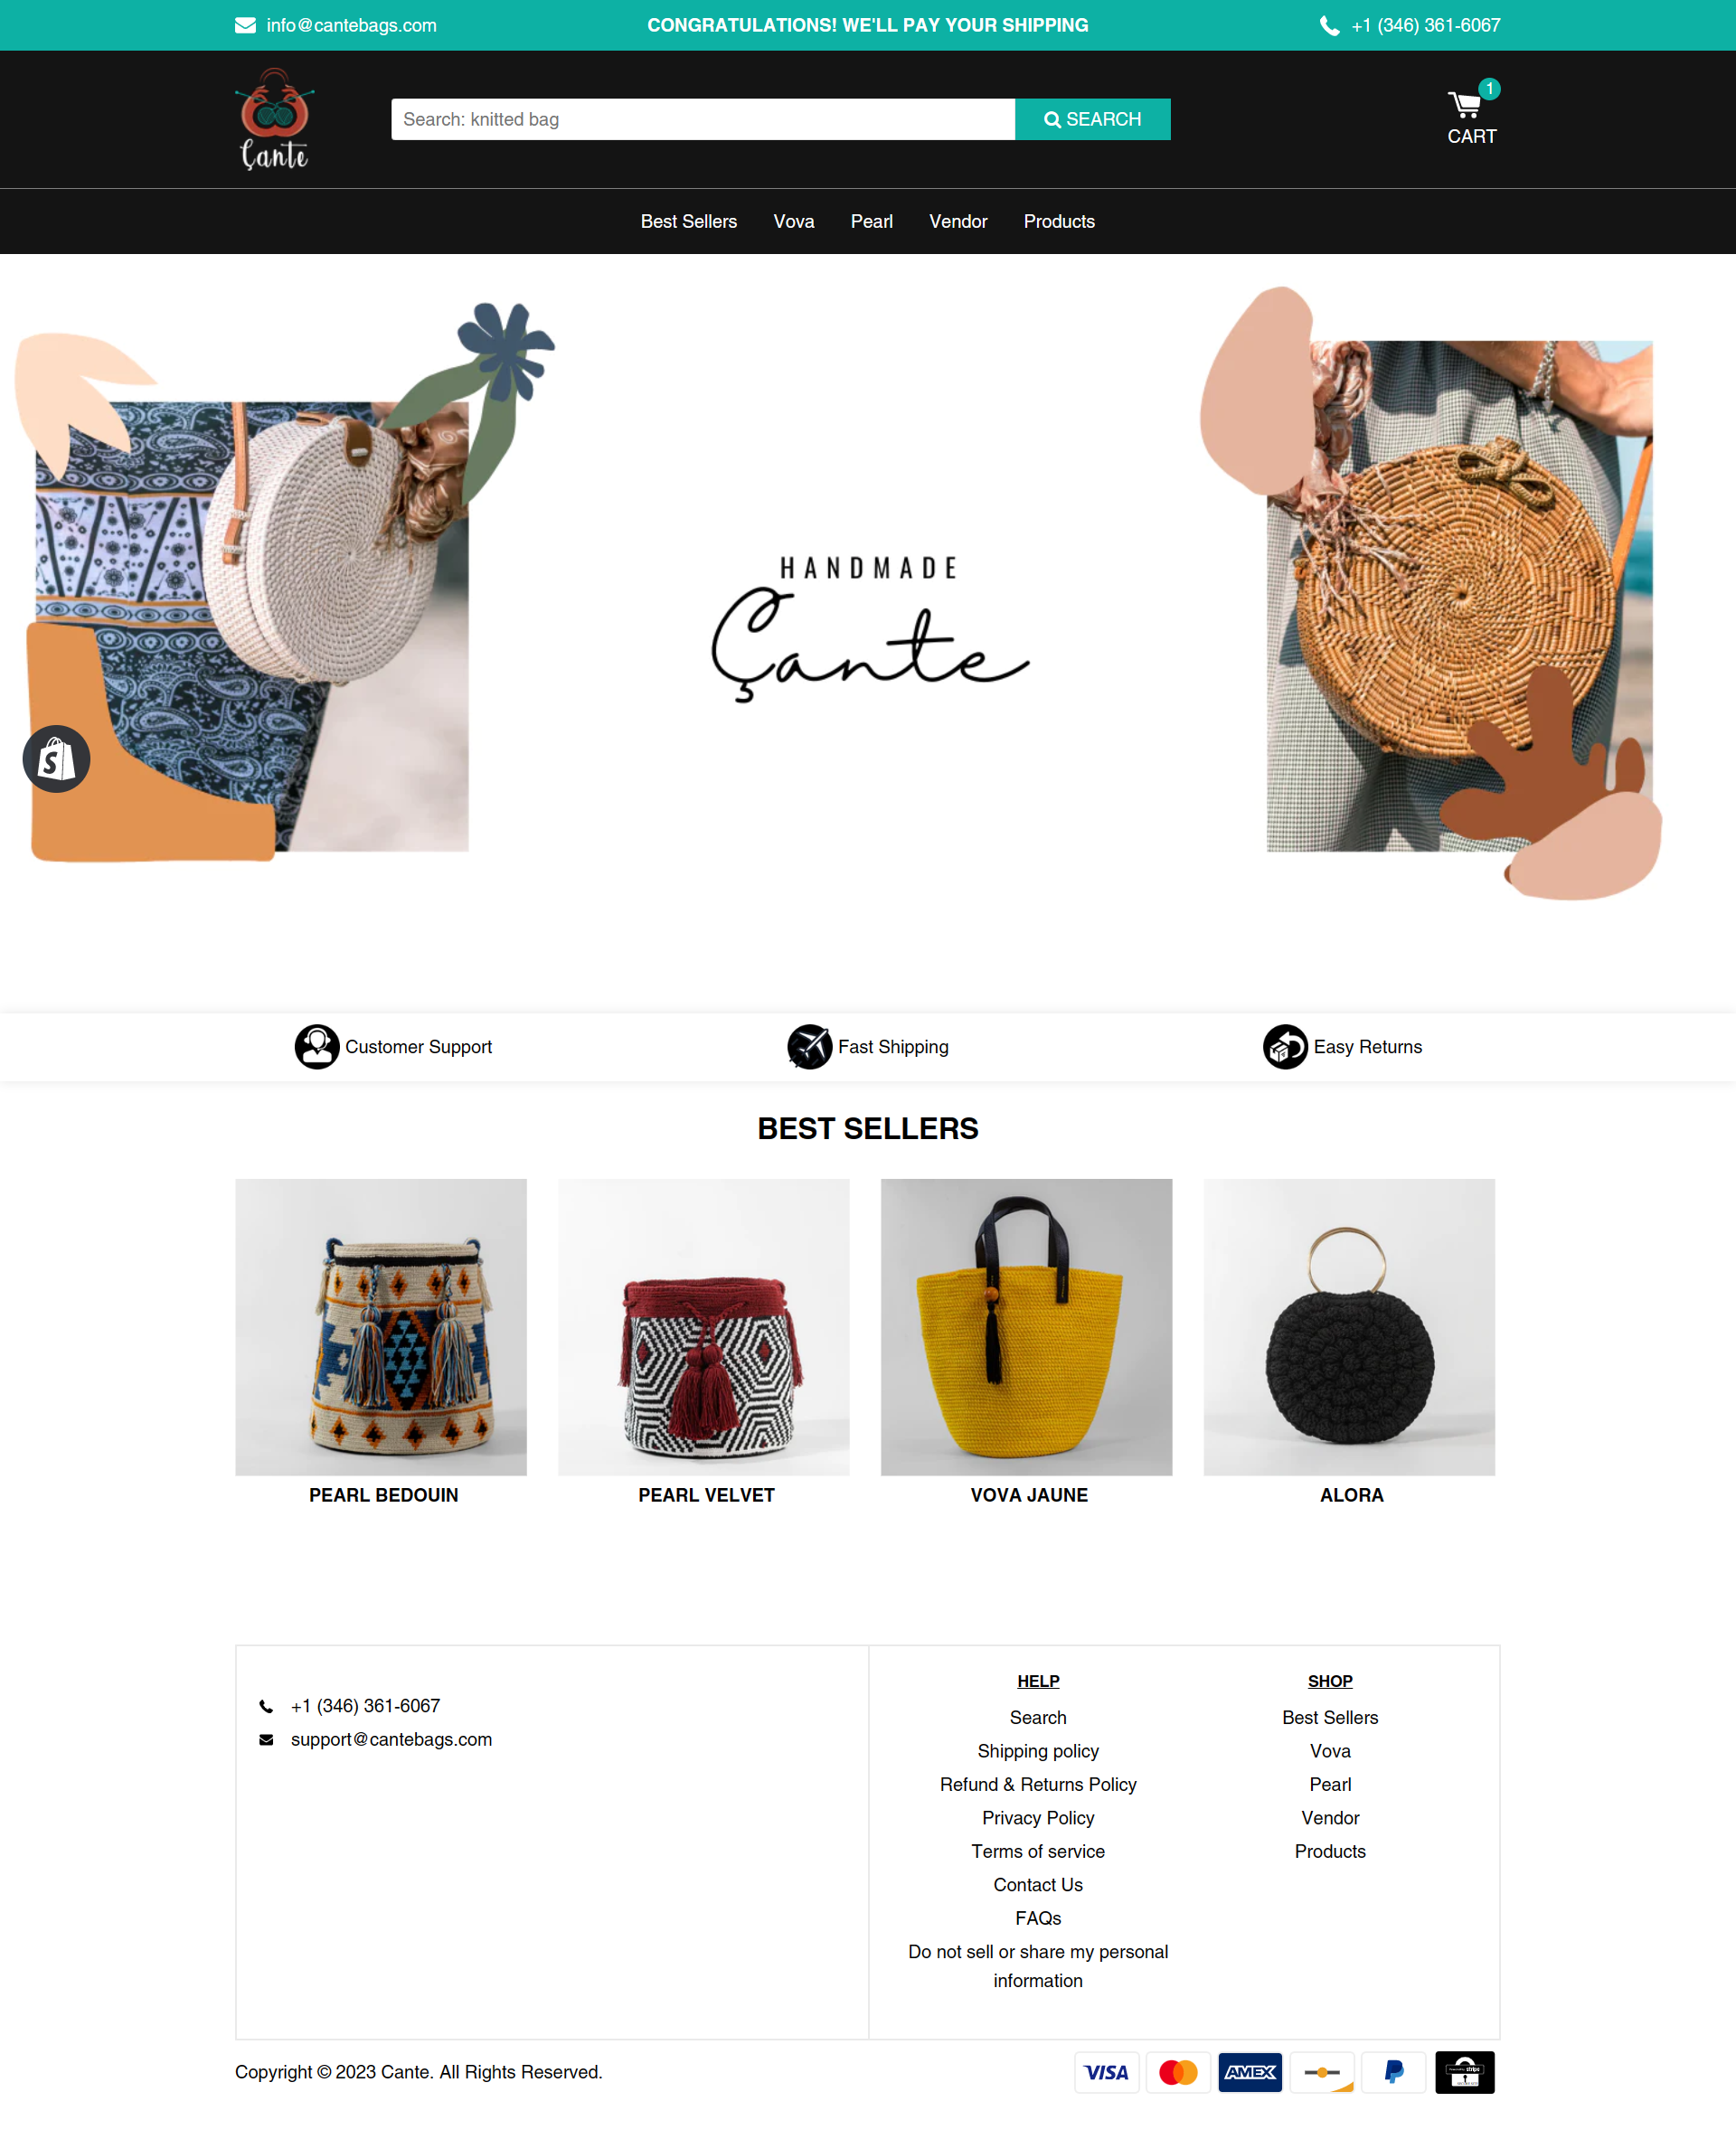 info@cantebags.com
CONGRATULATIONS! WE'LL PAY YOUR SHIPPING
+1 (346) 361-6067
Çante
Search: knitted bag
SEARCH
1
CART
Best Sellers
Vova
Pearl
Vendor
Products
HANDMADE
Çante
S
Customer Support
Fast Shipping
Easy Returns
BEST SELLERS
PEARL BEDOUIN
PEARL VELVET
VOVA JAUNE
ALORA
+1 (346) 361-6067
support@cantebags.com
HELP
Search
Shipping policy
Refund & Returns Policy
Privacy Policy
Terms of service
Contact Us
FAQs
Do not sell or share my personal
information
SHOP
Best Sellers
Vova
Pearl
Vendor
Products
Copyright © 2023 Cante. All Rights Reserved.
VISA
AMEX
stripe